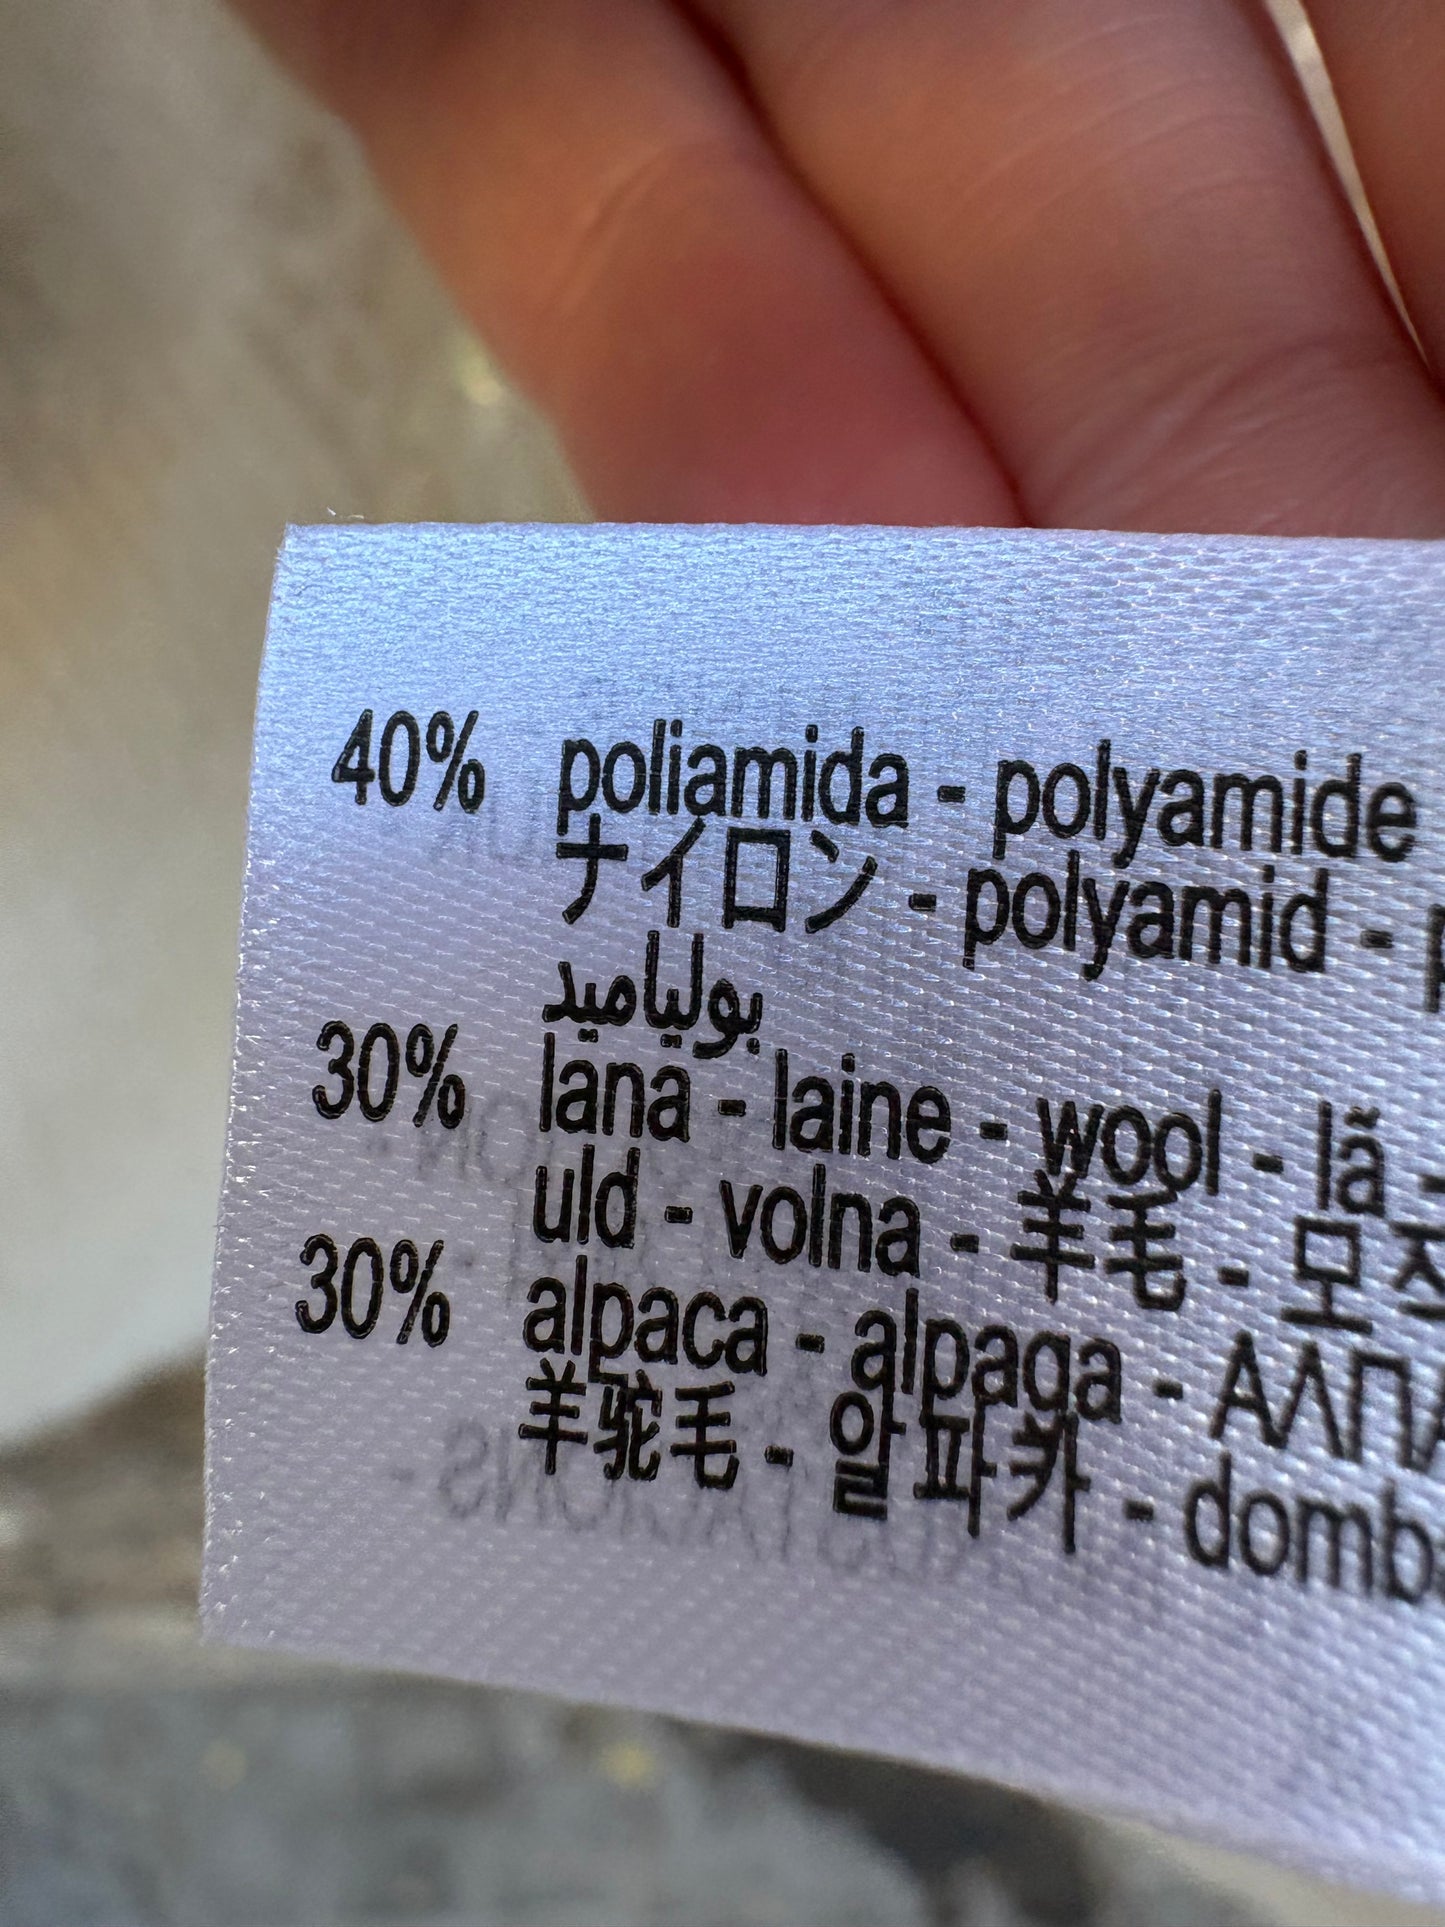 40% poliamida - polyamide
ナイロン - polyamid -
بولياميد
30% lana - laine - wool - lã -
uld - volna - 羊毛 - 모
30% alpaca - alpaga -
羊驼毛 - 알파카 -